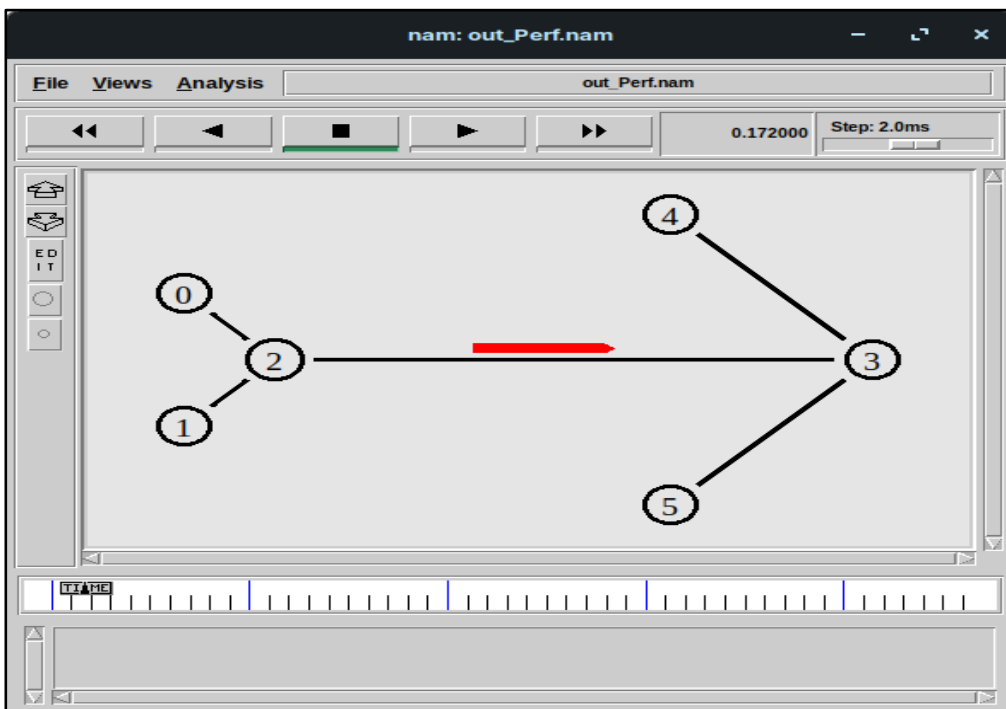 nam: out_Perf.nam
File Views Analysis out_Perf.nam
0.172000 Step: 2.0ms
E D
I T
4
0
2
3
1
5
TIME